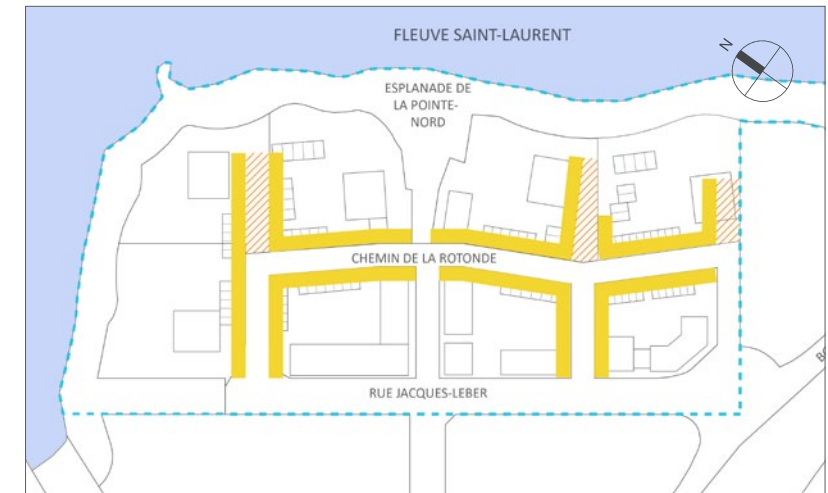 FLEUVE SAINT-LAURENT
N
ESPLANADE DE
LA POINTE-
NORD
CHEMIN DE LA ROTONDE
RUE JACQUES-LEBER